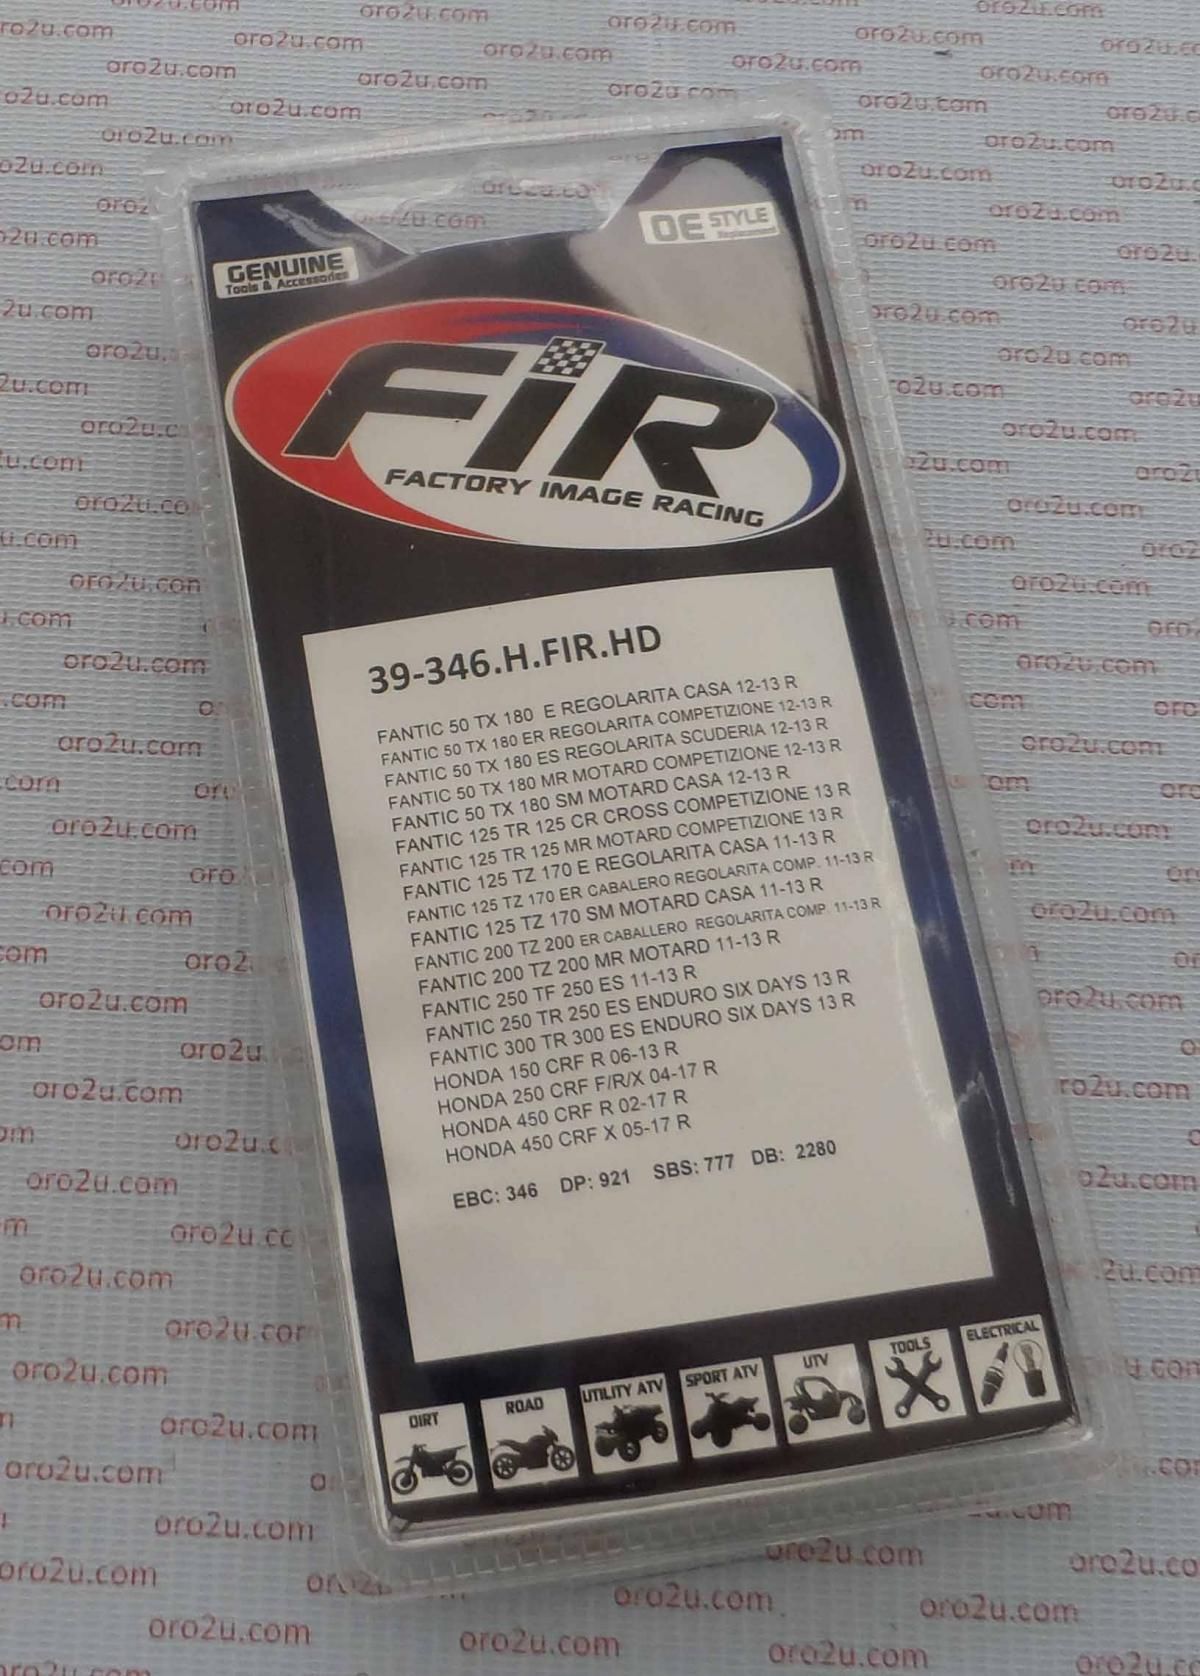 GENUINE
Tools & Accessories
OE STYLE
Replacement
FiR
FACTORY IMAGE RACING
39-346.H.FIR.HD
FANTIC 50 TX 180 E REGOLARITA CASA 12-13 R
FANTIC 50 TX 180 ER REGOLARITA COMPETIZIONE 12-13 R
FANTIC 50 TX 180 ES REGOLARITA SCUDERIA 12-13 R
FANTIC 50 TX 180 MR MOTARD COMPETIZIONE 12-13 R
FANTIC 50 TX 180 SM MOTARD CASA 12-13 R
FANTIC 125 TR 125 CR CROSS COMPETIZIONE 13 R
FANTIC 125 TR 125 MR MOTARD COMPETIZIONE 13 R
FANTIC 125 TZ 170 E REGOLARITA CASA 11-13 R
FANTIC 125 TZ 170 ER CABALERO REGOLARITA COMP. 11-13 R
FANTIC 125 TZ 170 SM MOTARD CASA 11-13 R
FANTIC 200 TZ 200 ER CABALLERO REGOLARITA COMP. 11-13 R
FANTIC 200 TZ 200 MR MOTARD 11-13 R
FANTIC 250 TF 250 ES 11-13 R
FANTIC 250 TR 250 ES ENDURO SIX DAYS 13 R
FANTIC 300 TR 300 ES ENDURO SIX DAYS 13 R
HONDA 150 CRF R 06-13 R
HONDA 250 CRF F/R/X 04-17 R
HONDA 450 CRF R 02-17 R
HONDA 450 CRF X 05-17 R
EBC: 346 DP: 921 SBS: 777 DB: 2280
DIRT
ROAD
UTILITY ATV
SPORT ATV
UTV
TOOLS
ELECTRICAL
oro2u.com